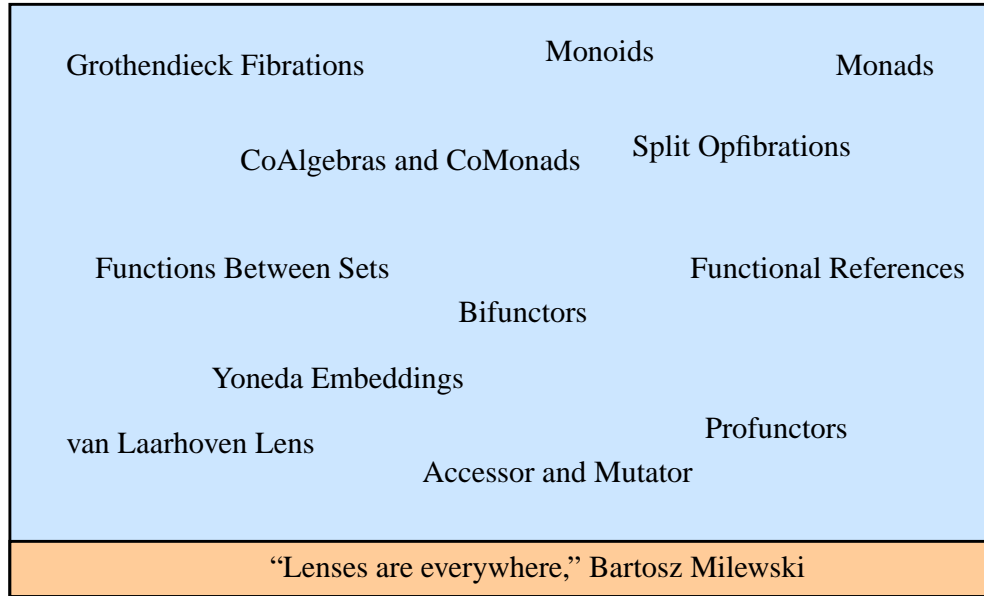 Grothendieck Fibrations
Monoids
Monads
CoAlgebras and CoMonads
Split Opfibrations
Functions Between Sets
Functional References
Bifunctors
Yoneda Embeddings
van Laarhoven Lens
Profunctors
Accessor and Mutator
“Lenses are everywhere,” Bartosz Milewski